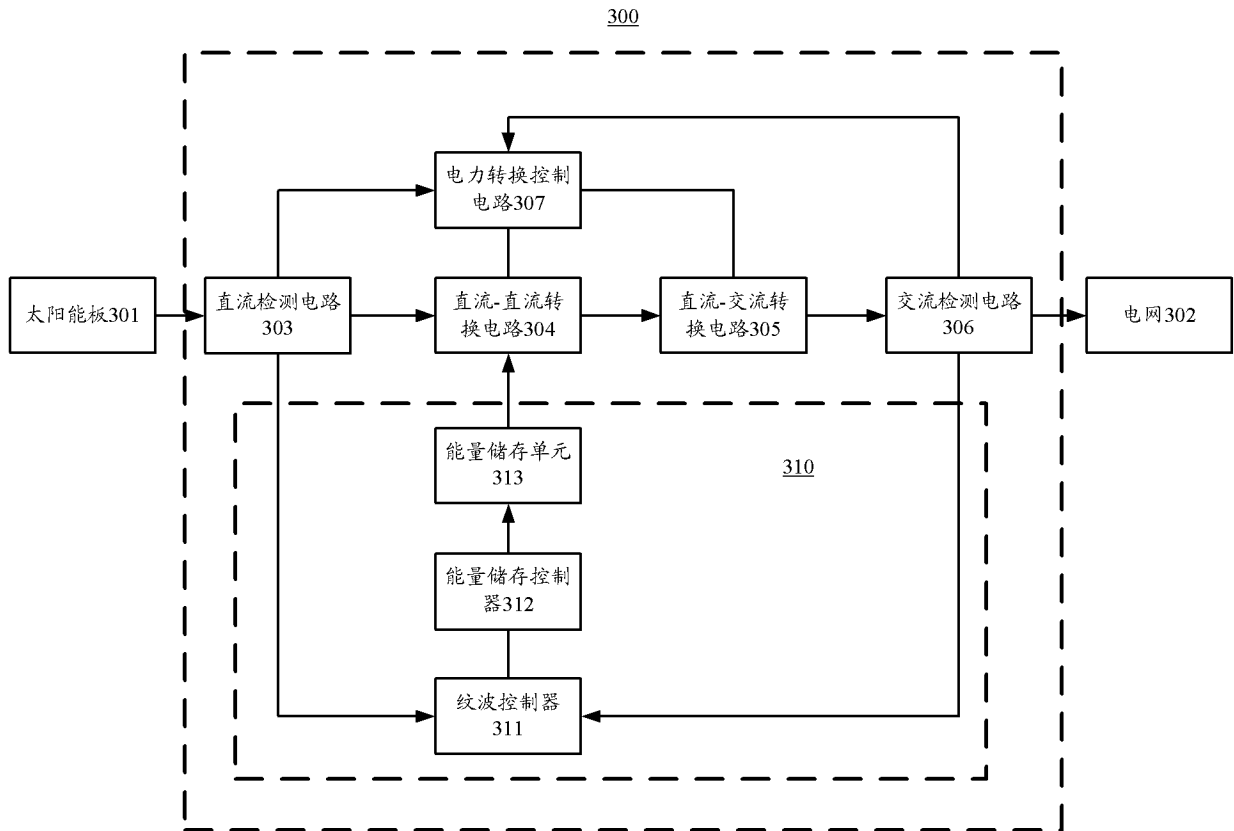 300
电力转换控制
电路307
太阳能板301
直流检测电路
303
直流-直流转
换电路304
直流-交流转
换电路305
交流检测电路
306
电网302
能量储存单元
313
310
能量储存控制
器312
纹波控制器
311